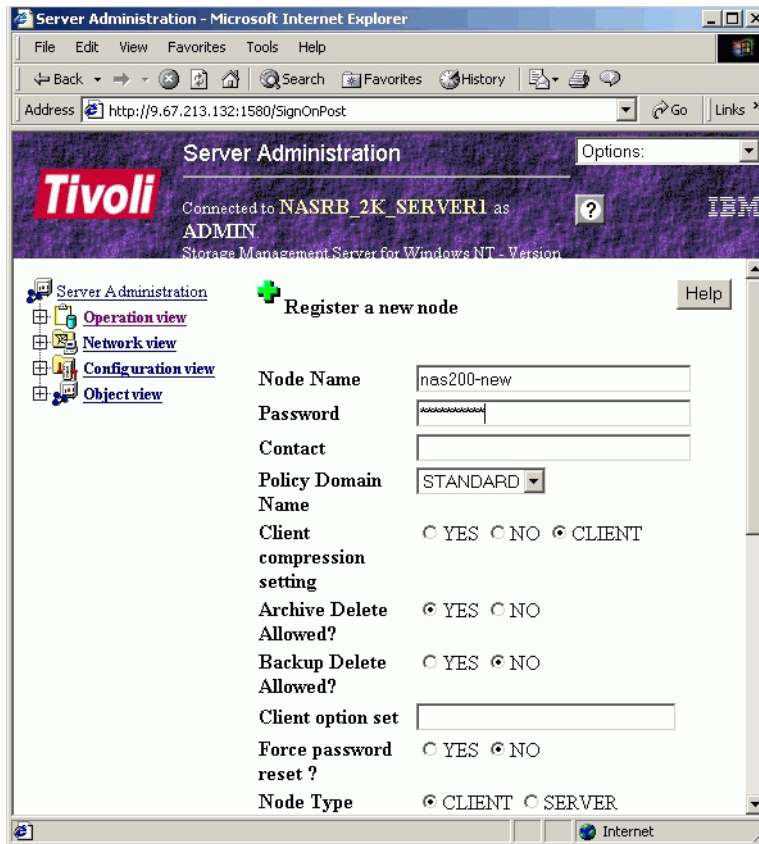 Server Administration - Microsoft Internet Explorer
File Edit View Favorites Tools Help
Back Search Favorites History
Address http://9.67.213.132:1580/SignOnPost Go Links
Server Administration
Options:
Tivoli
Connected to NASRB_2K_SERVER1 as
ADMIN.
Storage Management Server for Windows NT - Version
?
IBM
Server Administration
Operation view
Network view
Configuration view
Object view
Register a new node
Help
Node Name nas200-new
Password ***********
Contact
Policy Domain
Name
STANDARD
Client
compression
setting
YES NO CLIENT
Archive Delete
Allowed?
YES NO
Backup Delete
Allowed?
YES NO
Client option set
Force password
reset ?
YES NO
Node Type CLIENT SERVER
Internet